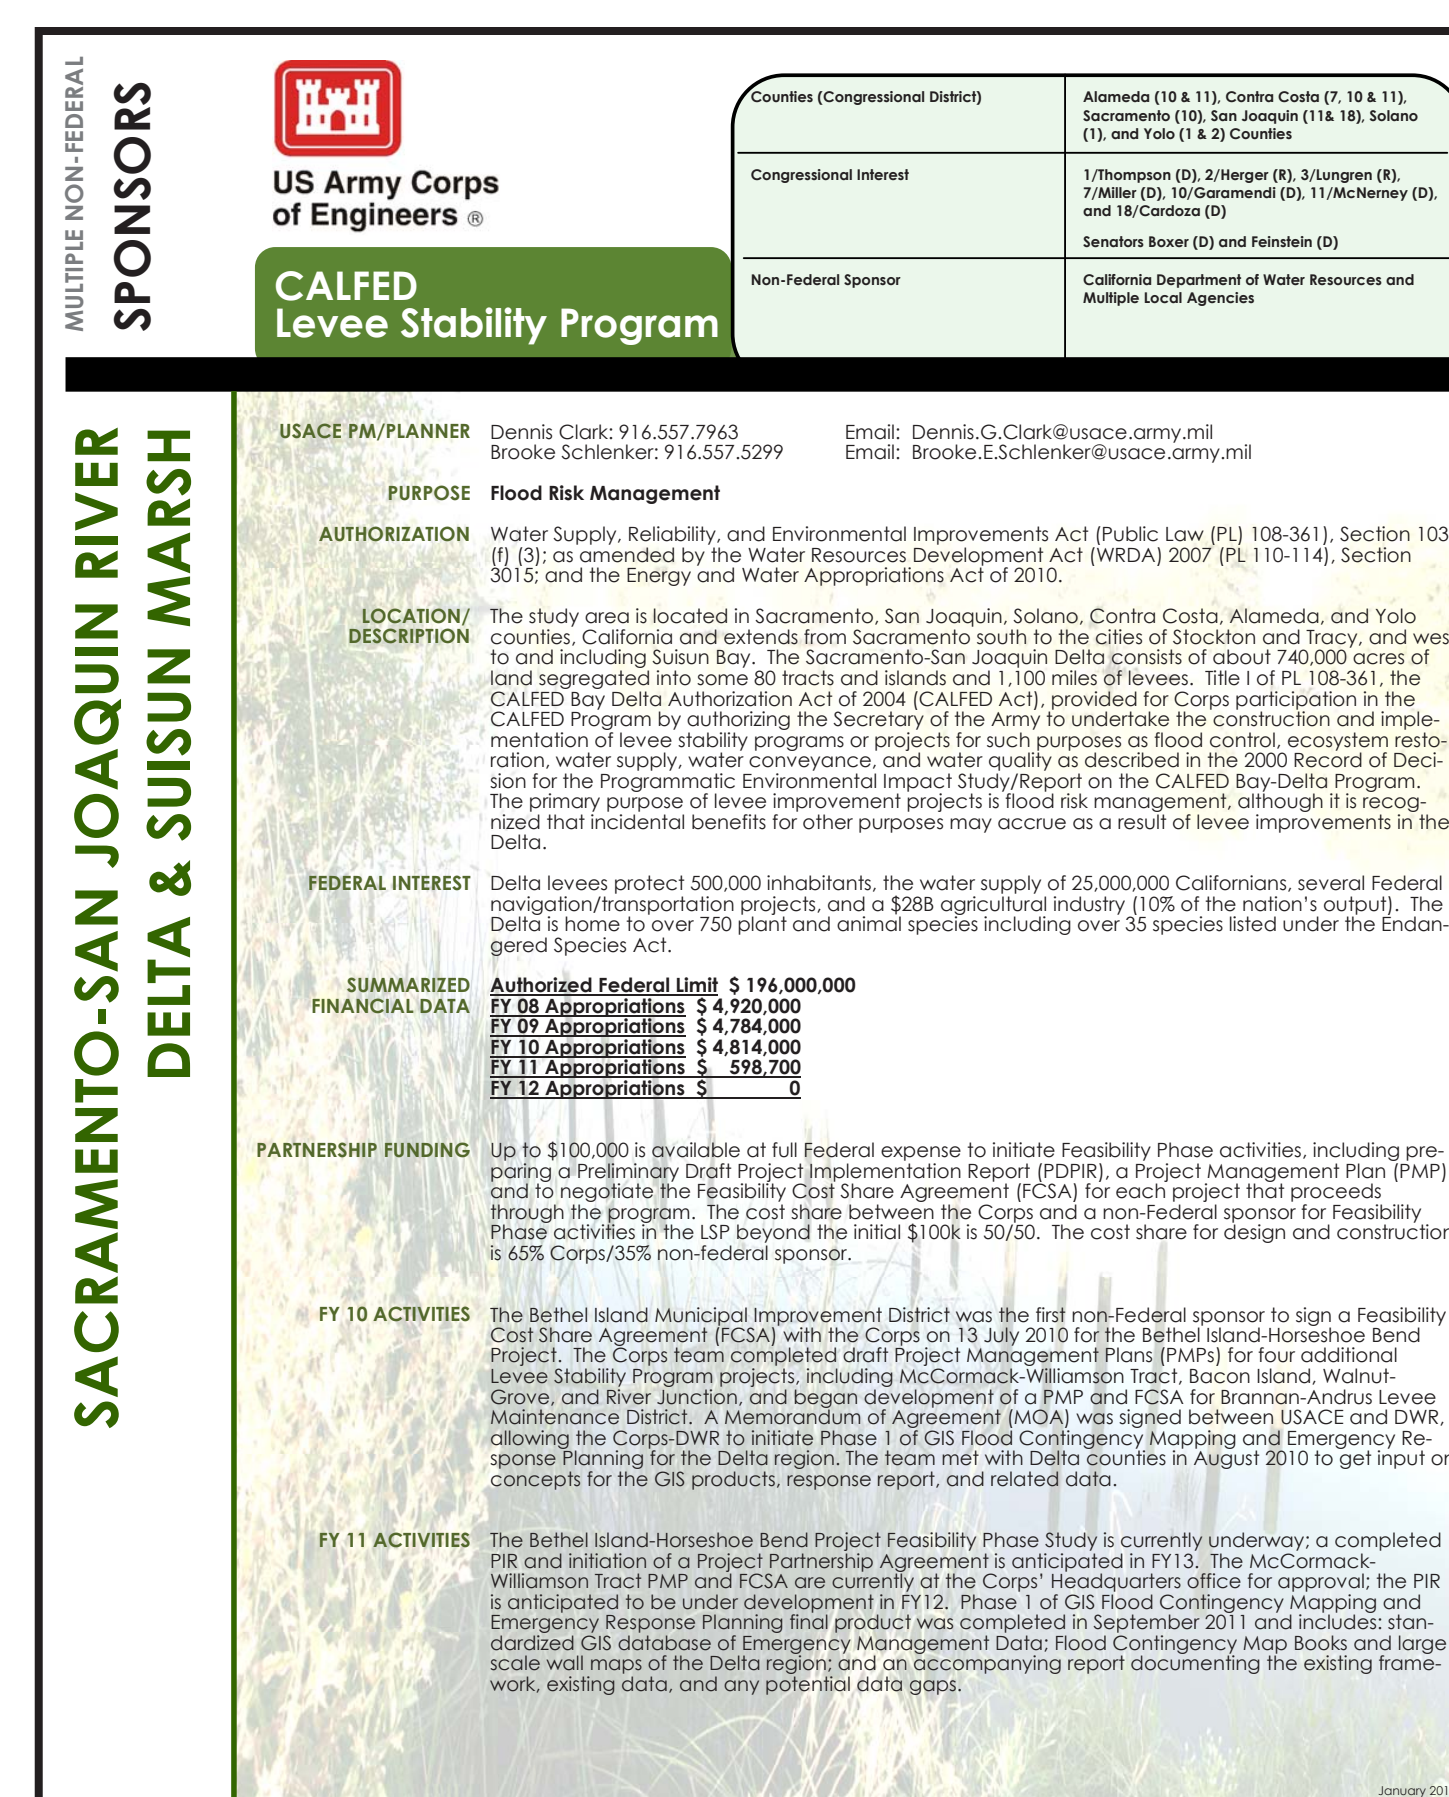 MULTIPLE NON-FEDERAL
SPONSORS
US Army Corps
of Engineers ®
CALFED
Levee Stability Program
Counties (Congressional District)
Alameda (10 & 11), Contra Costa (7, 10 & 11),
Sacramento (10), San Joaquin (11& 18), Solano
(1), and Yolo (1 & 2) Counties
Congressional Interest
1/Thompson (D), 2/Herger (R), 3/Lungren (R),
7/Miller (D), 10/Garamendi (D), 11/McNerney (D),
and 18/Cardoza (D)
Senators Boxer (D) and Feinstein (D)
Non-Federal Sponsor
California Department of Water Resources and
Multiple Local Agencies
SACRAMENTO-SAN JOAQUIN RIVER
DELTA & SUISUN MARSH
USACE PM/PLANNER
Dennis Clark: 916.557.7963 Email: Dennis.G.Clark@usace.army.mil
Brooke Schlenker: 916.557.5299 Email: Brooke.E.Schlenker@usace.army.mil
PURPOSE
Flood Risk Management
AUTHORIZATION
Water Supply, Reliability, and Environmental Improvements Act (Public Law (PL) 108-361), Section 103
(f) (3); as amended by the Water Resources Development Act (WRDA) 2007 (PL 110-114), Section
3015; and the Energy and Water Appropriations Act of 2010.
LOCATION/
DESCRIPTION
The study area is located in Sacramento, San Joaquin, Solano, Contra Costa, Alameda, and Yolo
counties, California and extends from Sacramento south to the cities of Stockton and Tracy, and wes
to and including Suisun Bay. The Sacramento-San Joaquin Delta consists of about 740,000 acres of
land segregated into some 80 tracts and islands and 1,100 miles of levees. Title I of PL 108-361, the
CALFED Bay Delta Authorization Act of 2004 (CALFED Act), provided for Corps participation in the
CALFED Program by authorizing the Secretary of the Army to undertake the construction and imple-
mentation of levee stability programs or projects for such purposes as flood control, ecosystem resto-
ration, water supply, water conveyance, and water quality as described in the 2000 Record of Deci-
sion for the Programmatic Environmental Impact Study/Report on the CALFED Bay-Delta Program.
The primary purpose of levee improvement projects is flood risk management, although it is recog-
nized that incidental benefits for other purposes may accrue as a result of levee improvements in the
Delta.
FEDERAL INTEREST
Delta levees protect 500,000 inhabitants, the water supply of 25,000,000 Californians, several Federal
navigation/transportation projects, and a $28B agricultural industry (10% of the nation's output). The
Delta is home to over 750 plant and animal species including over 35 species listed under the Endan-
gered Species Act.
SUMMARIZED
FINANCIAL DATA
Authorized Federal Limit $ 196,000,000
FY 08 Appropriations $ 4,920,000
FY 09 Appropriations $ 4,784,000
FY 10 Appropriations $ 4,814,000
FY 11 Appropriations $ 598,700
FY 12 Appropriations $ 0
PARTNERSHIP FUNDING
Up to $100,000 is available at full Federal expense to initiate Feasibility Phase activities, including pre-
paring a Preliminary Draft Project Implementation Report (PDPIR), a Project Management Plan (PMP)
and to negotiate the Feasibility Cost Share Agreement (FCSA) for each project that proceeds
through the program. The cost share between the Corps and a non-Federal sponsor for Feasibility
Phase activities in the LSP beyond the initial $100k is 50/50. The cost share for design and construction
is 65% Corps/35% non-federal sponsor.
FY 10 ACTIVITIES
The Bethel Island Municipal Improvement District was the first non-Federal sponsor to sign a Feasibility
Cost Share Agreement (FCSA) with the Corps on 13 July 2010 for the Bethel Island-Horseshoe Bend
Project. The Corps team completed draft Project Management Plans (PMPs) for four additional
Levee Stability Program projects, including McCormack-Williamson Tract, Bacon Island, Walnut-
Grove, and River Junction, and began development of a PMP and FCSA for Brannan-Andrus Levee
Maintenance District. A Memorandum of Agreement (MOA) was signed between USACE and DWR,
allowing the Corps-DWR to initiate Phase 1 of GIS Flood Contingency Mapping and Emergency Re-
sponse Planning for the Delta region. The team met with Delta counties in August 2010 to get input on
concepts for the GIS products, response report, and related data.
FY 11 ACTIVITIES
The Bethel Island-Horseshoe Bend Project Feasibility Phase Study is currently underway; a completed
PIR and initiation of a Project Partnership Agreement is anticipated in FY13. The McCormack-
Williamson Tract PMP and FCSA are currently at the Corps' Headquarters office for approval; the PIR
is anticipated to be under development in FY12. Phase 1 of GIS Flood Contingency Mapping and
Emergency Response Planning final product was completed in September 2011 and includes: stan-
dardized GIS database of Emergency Management Data; Flood Contingency Map Books and large
scale wall maps of the Delta region; and an accompanying report documenting the existing frame-
work, existing data, and any potential data gaps.
January 201